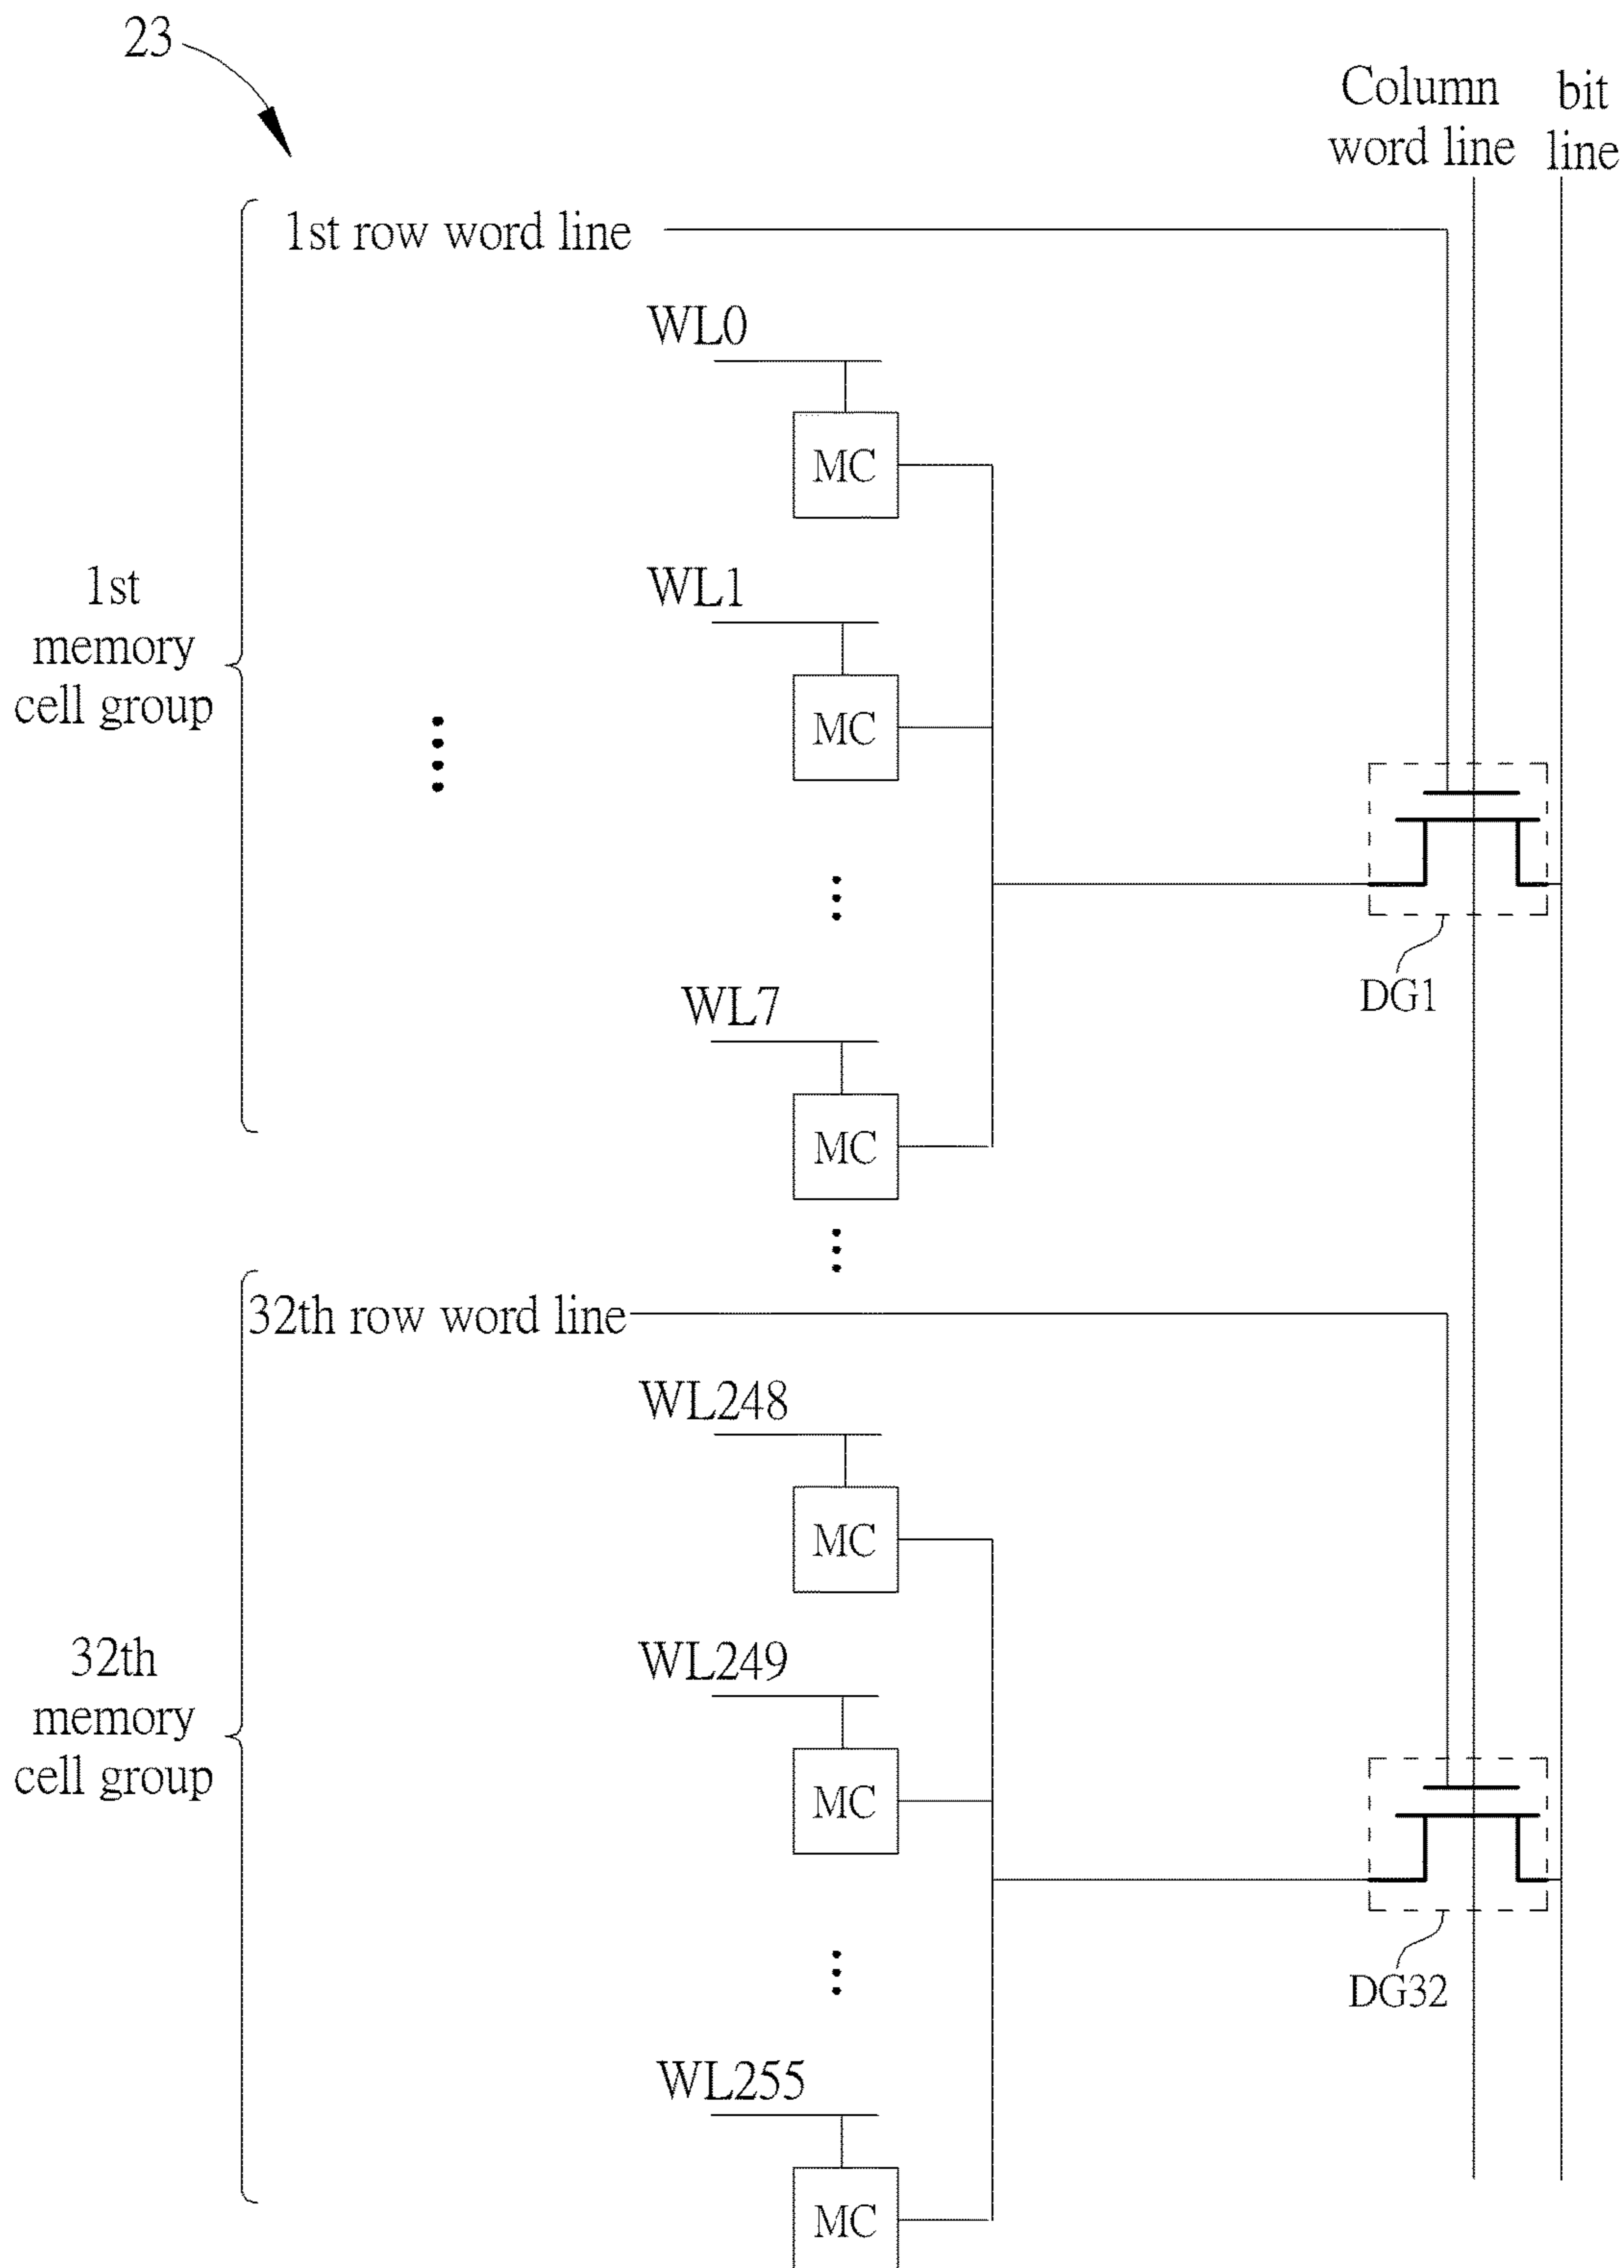 23
Column
word line
bit
line
1st row word line
WL0
MC
1st
memory
cell group
WL1
MC
DG1
WL7
MC
32th row word line
WL248
MC
32th
memory
cell group
WL249
MC
DG32
WL255
MC